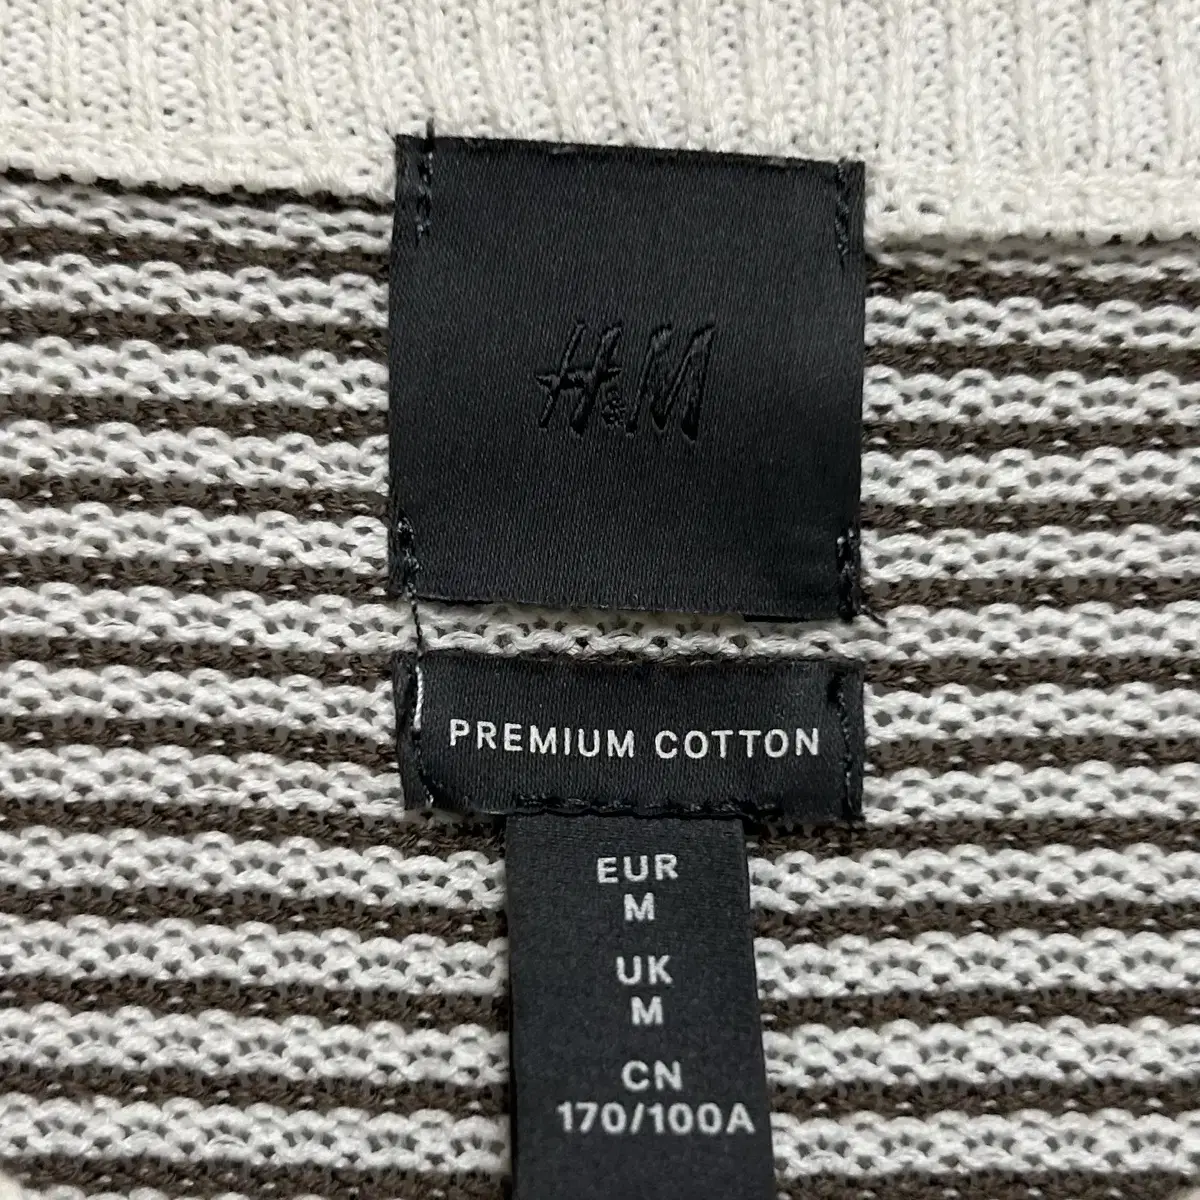 H&M
PREMIUM COTTON
EUR
M
UK
M
CN
170/100A